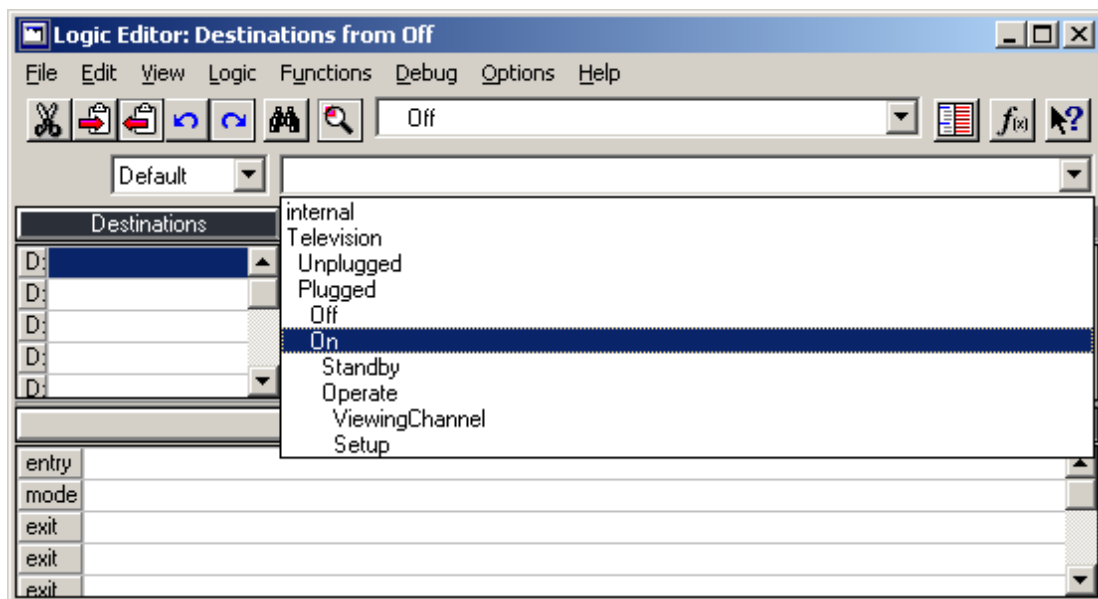 Logic Editor: Destinations from Off
File Edit View Logic Functions Debug Options Help
Off f(x) ?
Default
Destinations
internal
Television
Unplugged
Plugged
Off
On
Standby
Operate
ViewingChannel
Setup
D:
D:
D:
D:
D:
entry
mode
exit
exit
exit